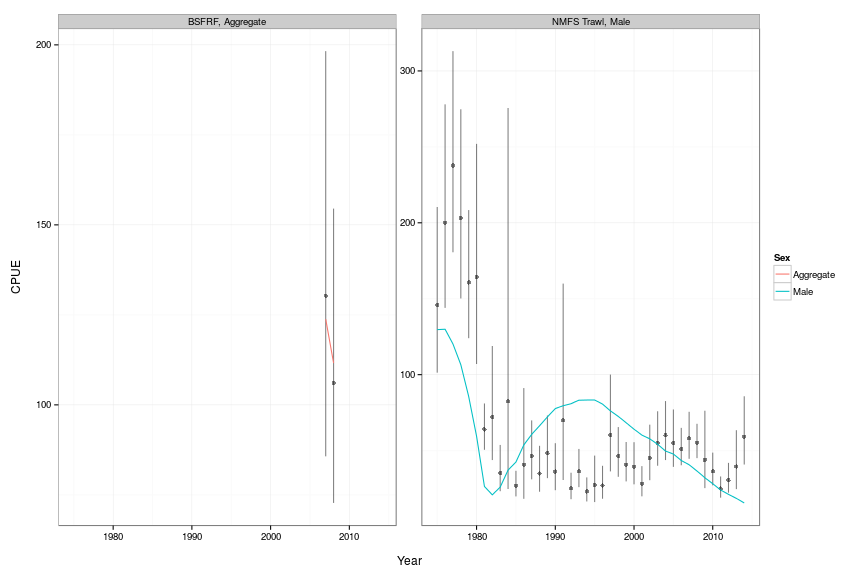 BSFRF, Aggregate
NMFS Trawl, Male
200
150
100
300
200
100
CPUE
1980 1990 2000 2010
1980 1990 2000 2010
Year
Sex
Aggregate
Male